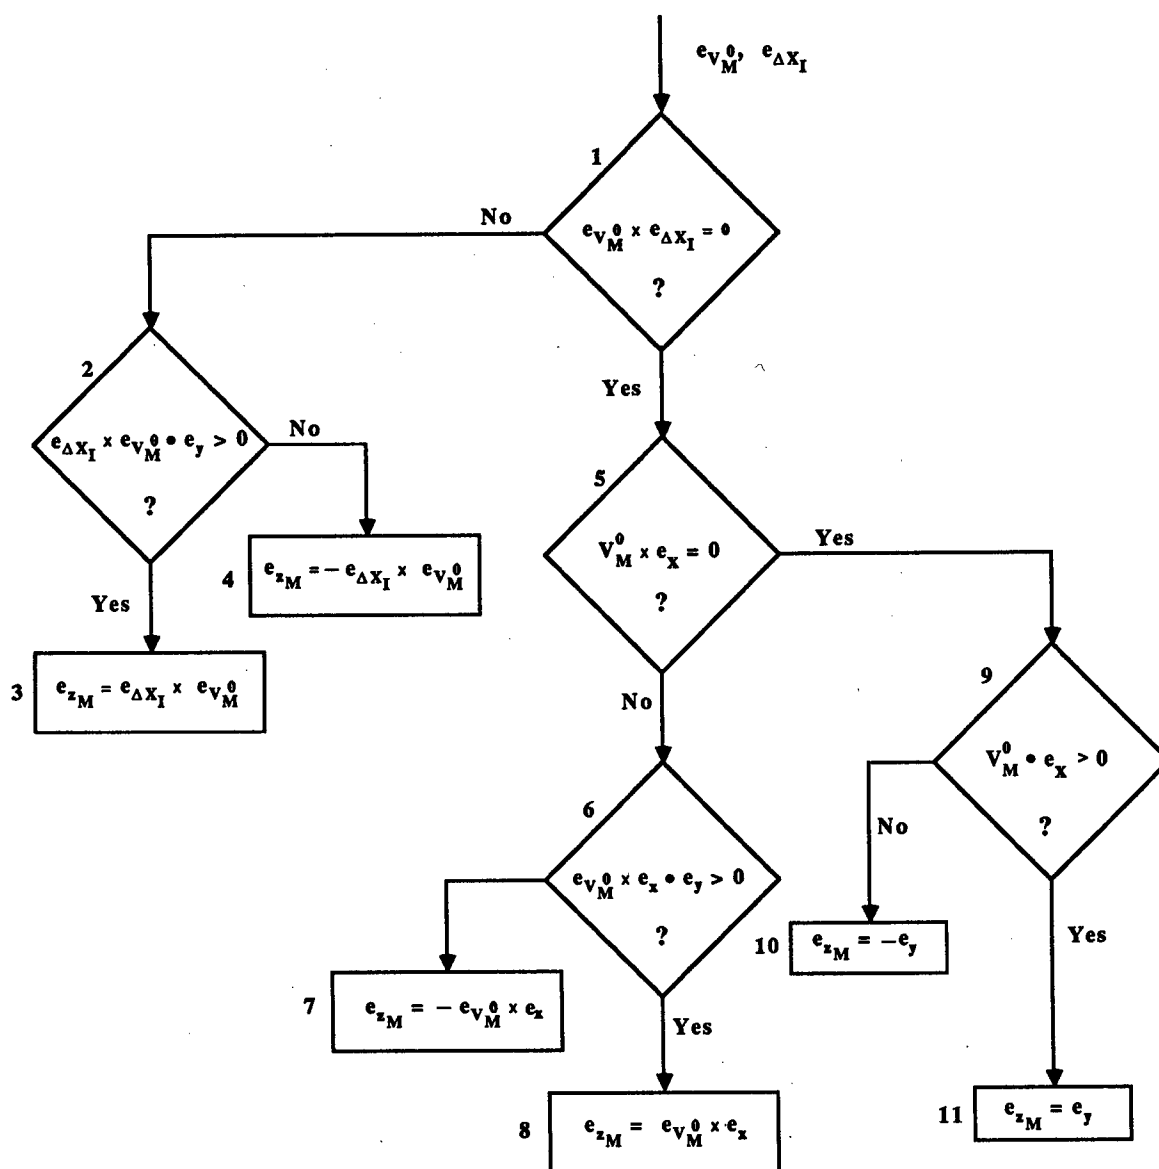 e_{V_M^0}, e_{ΔX_I}
1
No
e_{V_M^0} × e_{ΔX_I} = 0
?
2
Yes
e_{ΔX_I} × e_{V_M^0} • e_y > 0
?
No
5
V_M^0 × e_x = 0
?
Yes
4
e_{z_M} = − e_{ΔX_I} × e_{V_M^0}
Yes
3
e_{z_M} = e_{ΔX_I} × e_{V_M^0}
No
9
V_M^0 • e_x > 0
?
6
e_{V_M^0} × e_x • e_y > 0
?
No
10
e_{z_M} = −e_y
Yes
7
e_{z_M} = − e_{V_M^0} × e_x
Yes
8
e_{z_M} = e_{V_M^0} × e_x
11
e_{z_M} = e_y